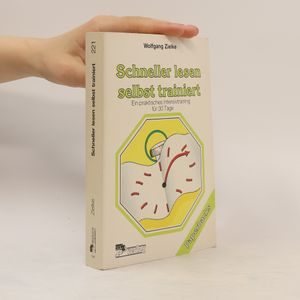 Wolfgang Zielke
Schneller lesen
selbst trainiert
Ein praktisches Intensivtraining
für 30 Tage
221
Schneller lesen selbst trainiert
Zielke